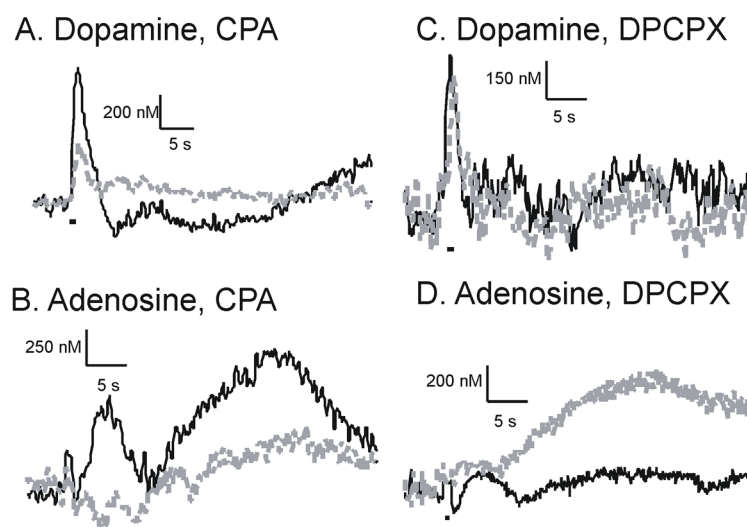 A. Dopamine, CPA
200 nM
5 s
B. Adenosine, CPA
250 nM
5 s
C. Dopamine, DPCPX
150 nM
5 s
D. Adenosine, DPCPX
200 nM
5 s